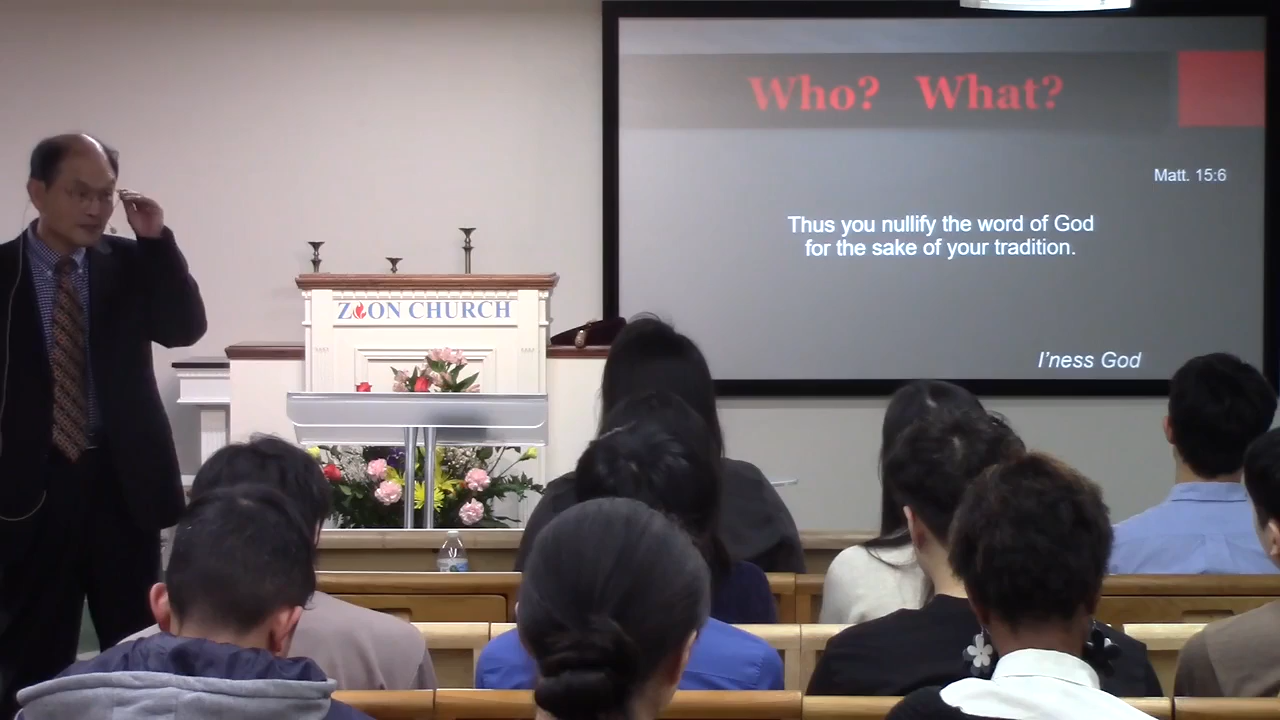 Who? What?
Matt. 15:6
Thus you nullify the word of God
for the sake of your tradition.
I'ness God
ZION CHURCH